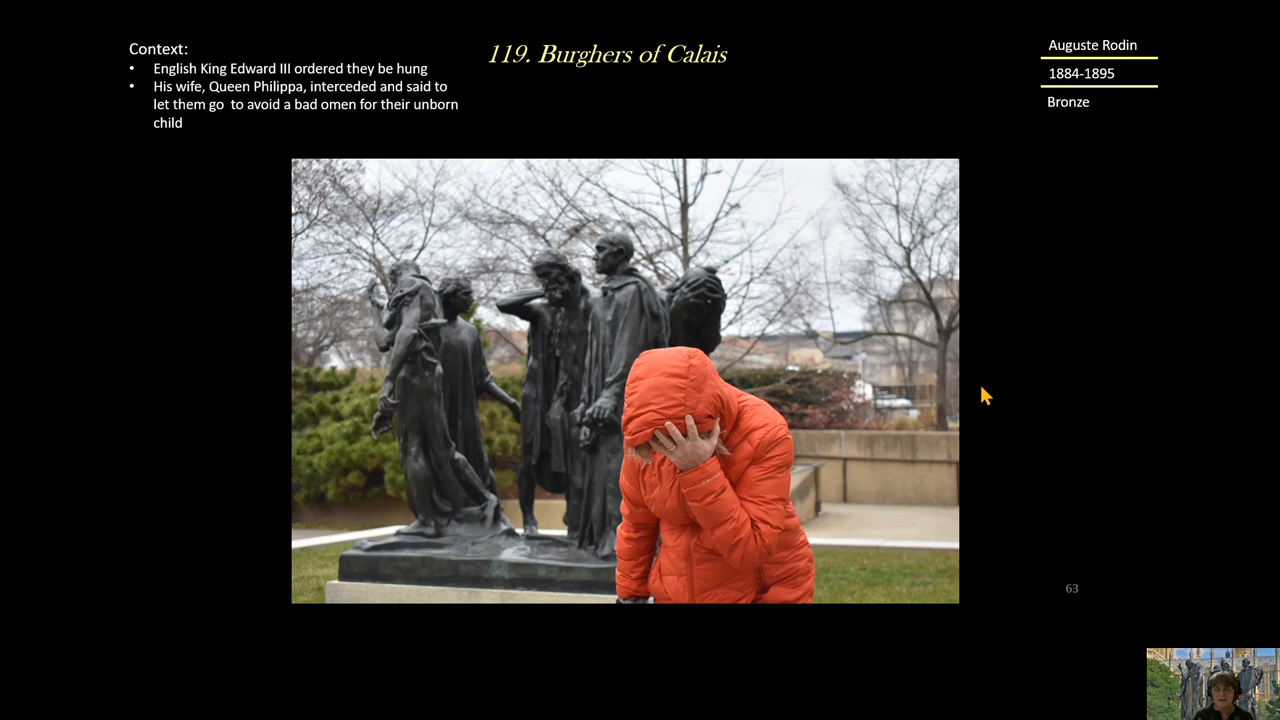 Context:
• English King Edward III ordered they be hung
• His wife, Queen Philippa, interceded and said to
let them go to avoid a bad omen for their unborn
child
119. Burghers of Calais
Auguste Rodin
1884-1895
Bronze
63